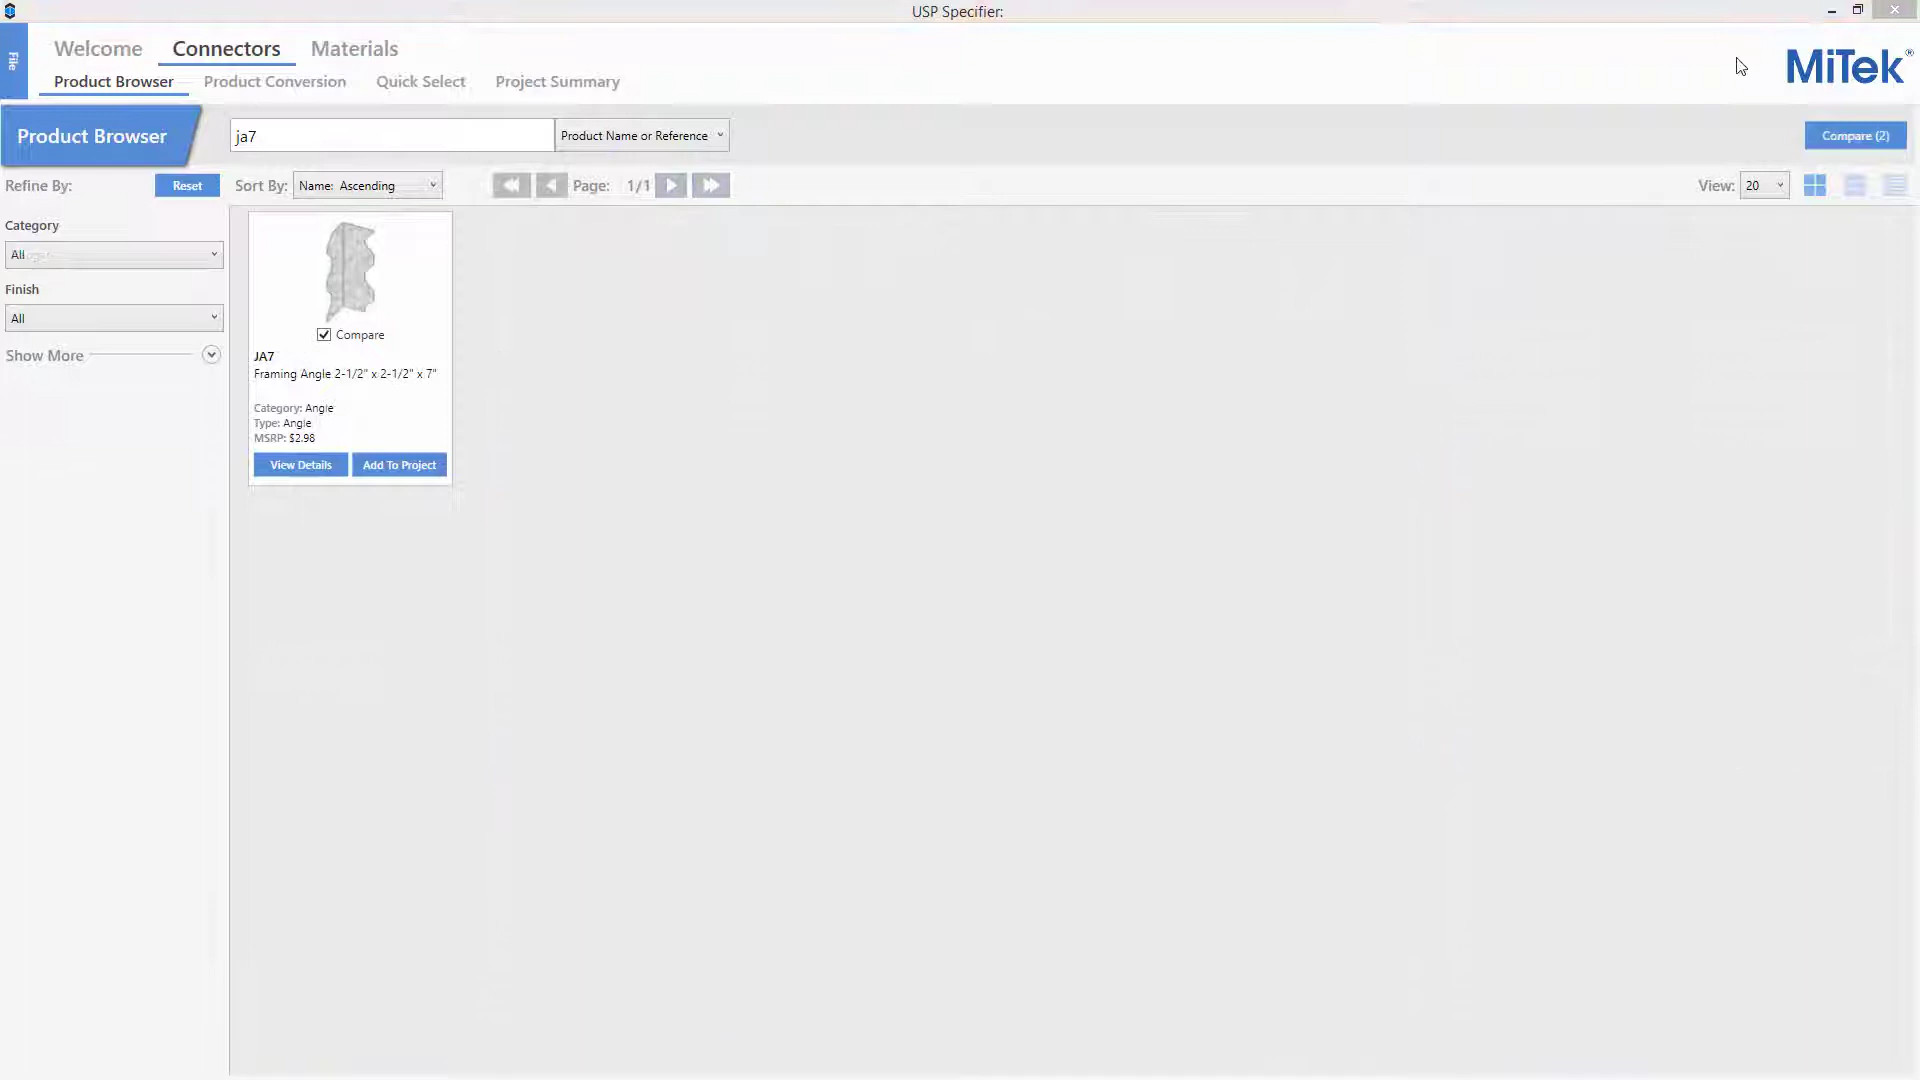 USP Specifier:
File
Welcome Connectors Materials
MiTek®
Product Browser Product Conversion Quick Select Project Summary
Product Browser
ja7
Product Name or Reference
Compare (2)
Refine By:
Reset
Sort By: Name: Ascending
Page: 1/1
View: 20
Category
All
Finish
All
Show More
Compare
JA7
Framing Angle 2-1/2" x 2-1/2" x 7"
Category: Angle
Type: Angle
MSRP: $2.98
View Details
Add To Project